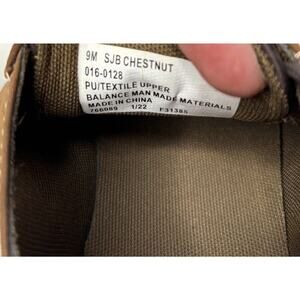 9M SJB CHESTNUT
016-0128
PU/TEXTILE UPPER
BALANCE MAN MADE MATERIALS
MADE IN CHINA
766089 1/22 F31385